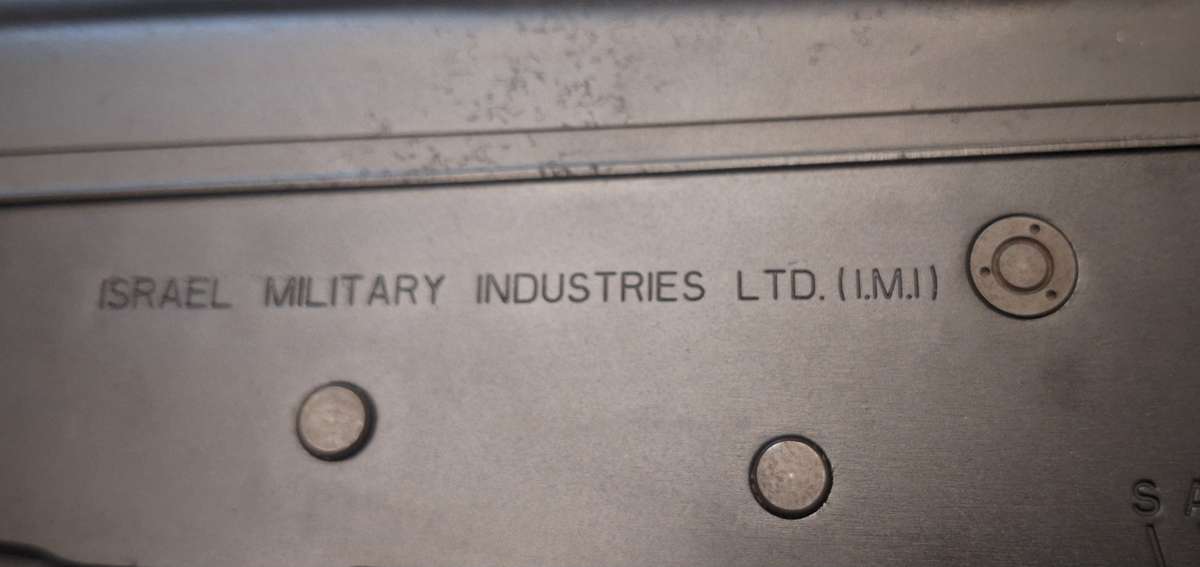 ISRAEL MILITARY INDUSTRIES LTD. (I.M.I)
S